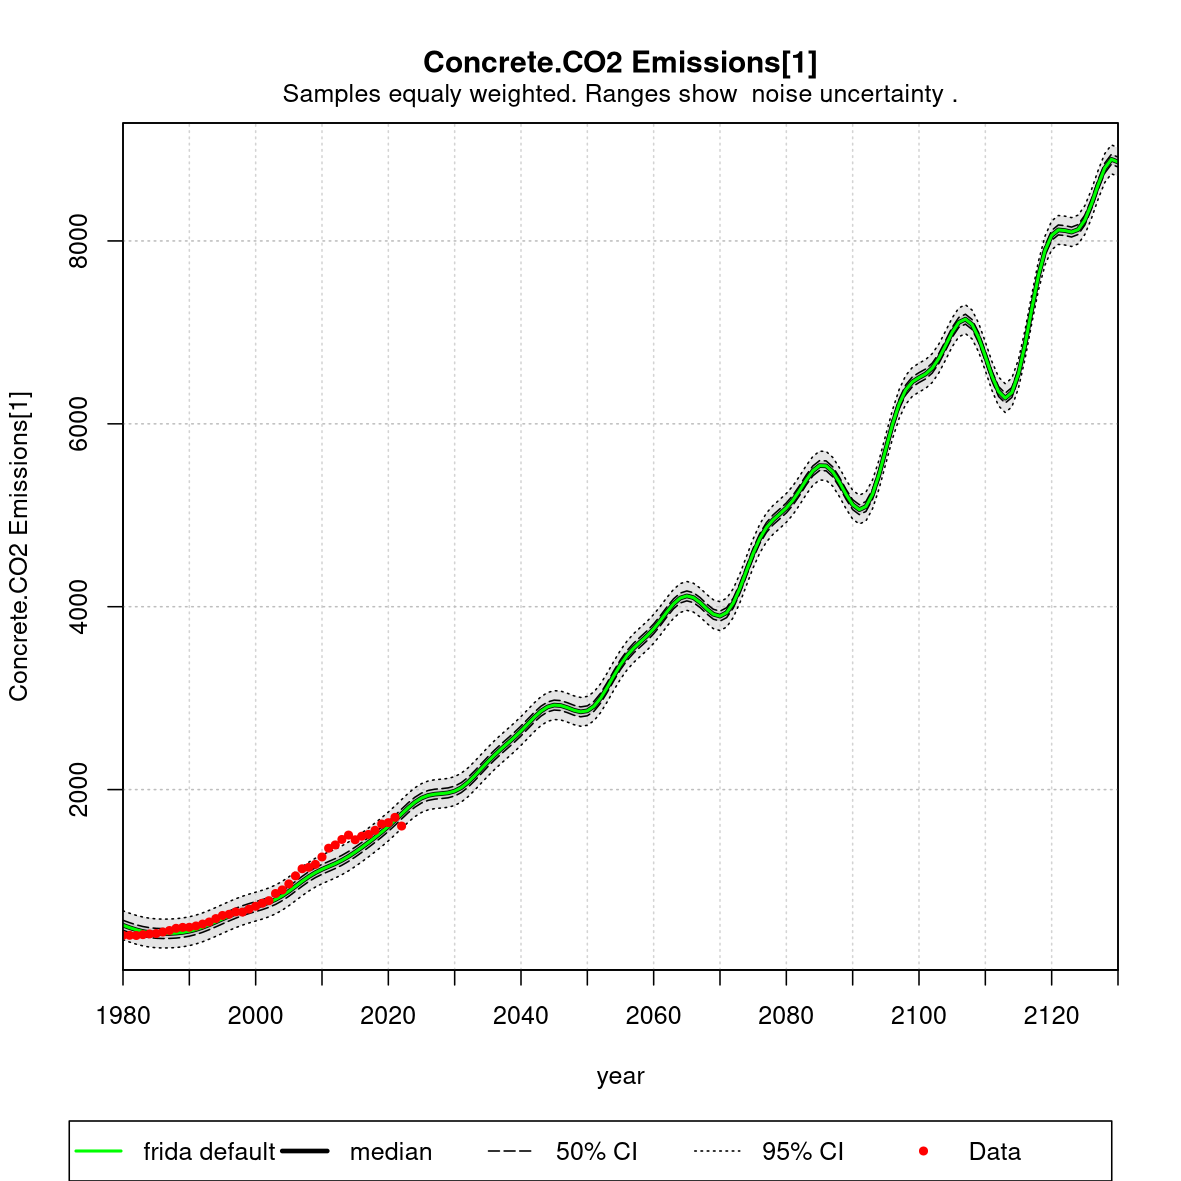 Concrete.CO2 Emissions[1]
Samples equaly weighted. Ranges show  noise uncertainty .
Concrete.CO2 Emissions[1]
8000
6000
4000
2000
1980 2000 2020 2040 2060 2080 2100 2120
year
frida default median 50% CI 95% CI Data